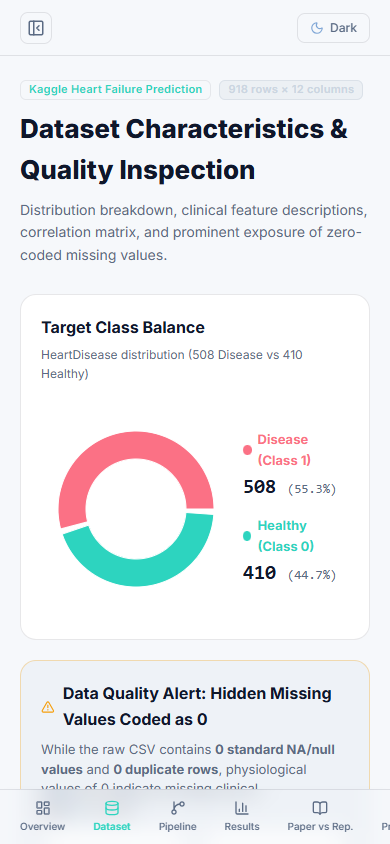 Dark
Kaggle Heart Failure Prediction
918 rows × 12 columns
Dataset Characteristics &
Quality Inspection
Distribution breakdown, clinical feature descriptions,
correlation matrix, and prominent exposure of zero-
coded missing values.
Target Class Balance
HeartDisease distribution (508 Disease vs 410
Healthy)
Disease
(Class 1)
508 (55.3%)
Healthy
(Class 0)
410 (44.7%)
Data Quality Alert: Hidden Missing
Values Coded as 0
While the raw CSV contains 0 standard NA/null
values and 0 duplicate rows, physiological
values of 0 indicate missing clinical
Overview
Dataset
Pipeline
Results
Paper vs Rep.
Pr